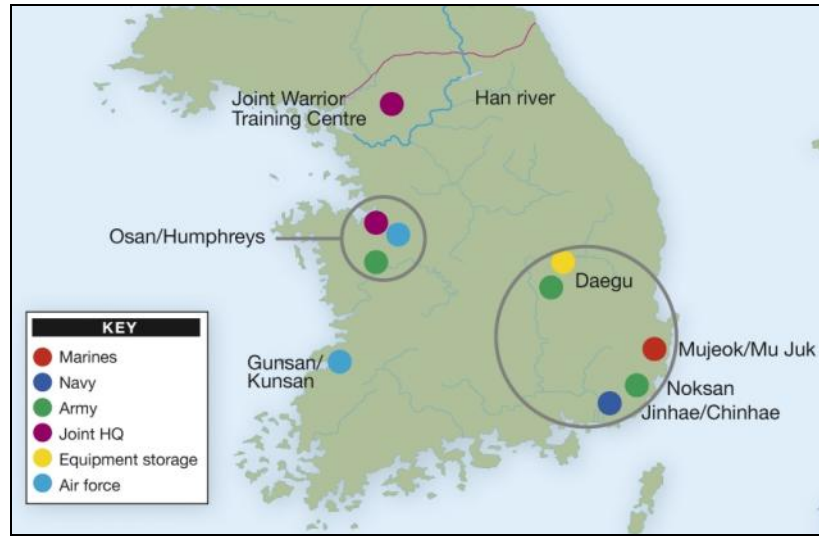 Joint Warrior
Training Centre
Han river
Osan/Humphreys
Daegu
Mujeok/Mu Juk
Gunsan/
Kunsan
Noksan
Jinhae/Chinhae
KEY
Marines
Navy
Army
Joint HQ
Equipment storage
Air force